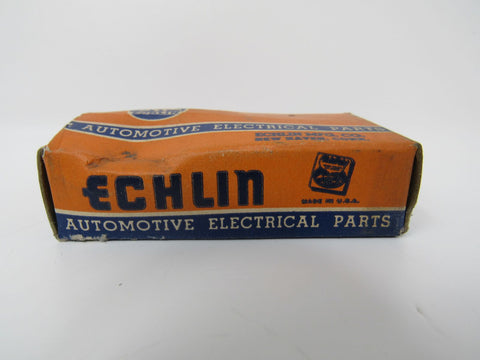 AUTOMOTIVE ELECTRICAL PARTS
ECHLIN MFG. CO.
NEW HAVEN, CONN.
ECHLIN
MADE IN U.S.A.
AUTOMOTIVE ELECTRICAL PARTS